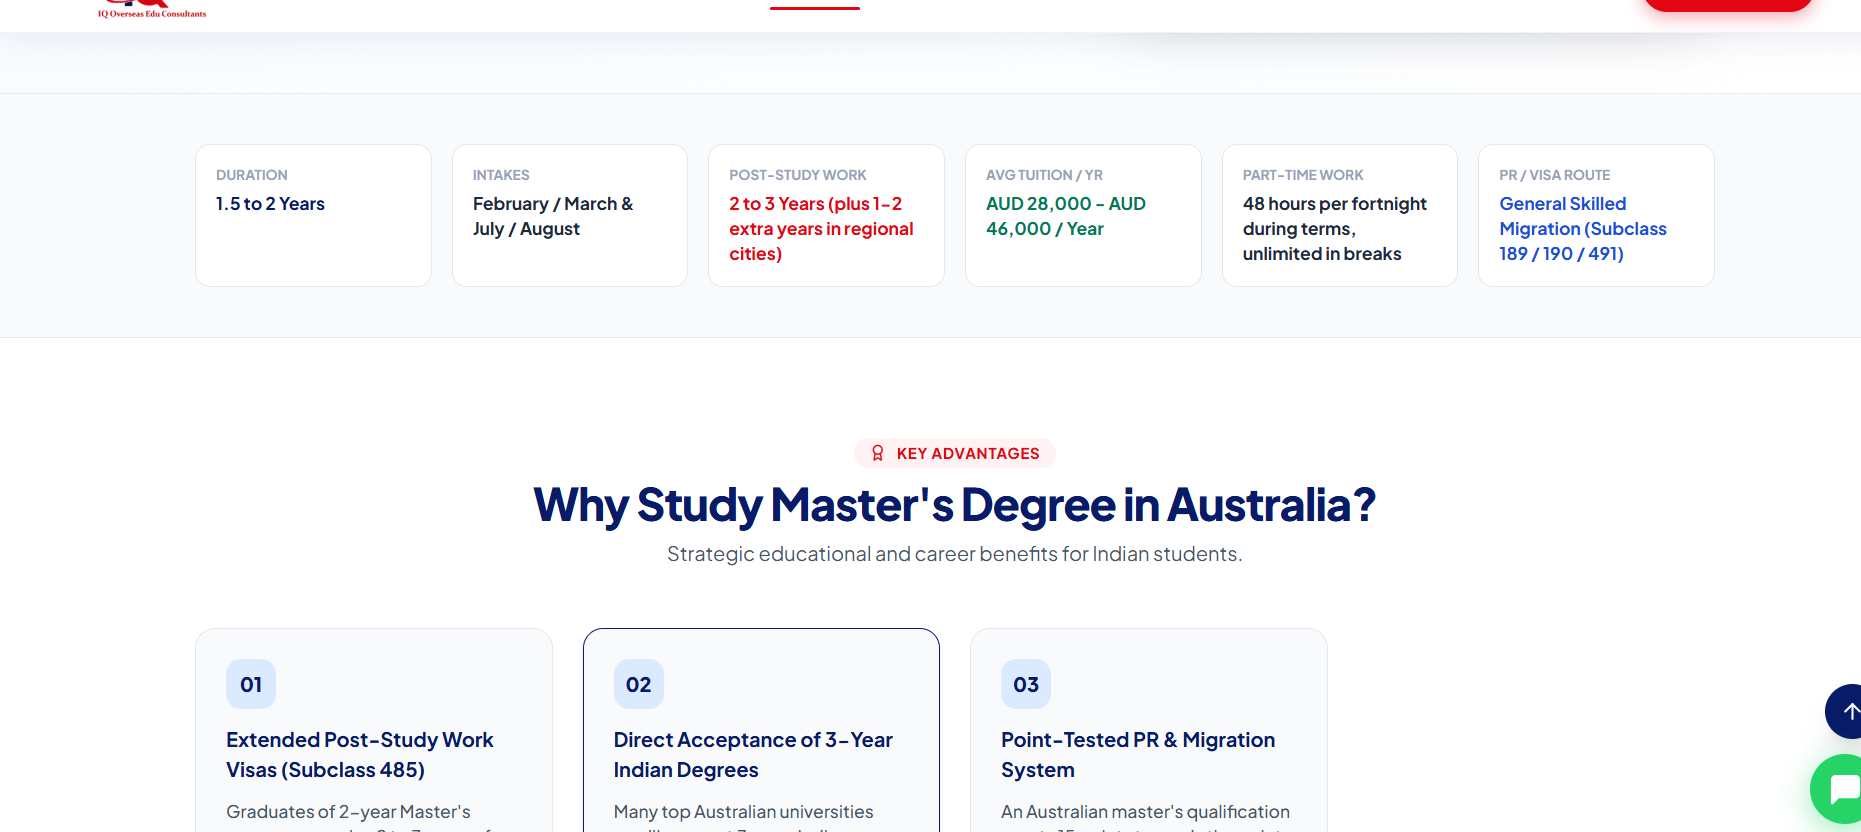 IQ Overseas Edu Consultants
DURATION
1.5 to 2 Years
INTAKES
February / March &
July / August
POST-STUDY WORK
2 to 3 Years (plus 1-2
extra years in regional
cities)
AVG TUITION / YR
AUD 28,000 - AUD
46,000 / Year
PART-TIME WORK
48 hours per fortnight
during terms,
unlimited in breaks
PR / VISA ROUTE
General Skilled
Migration (Subclass
189 / 190 / 491)
KEY ADVANTAGES
Why Study Master's Degree in Australia?
Strategic educational and career benefits for Indian students.
01
Extended Post-Study Work
Visas (Subclass 485)
Graduates of 2-year Master's
02
Direct Acceptance of 3-Year
Indian Degrees
Many top Australian universities
03
Point-Tested PR & Migration
System
An Australian master's qualification